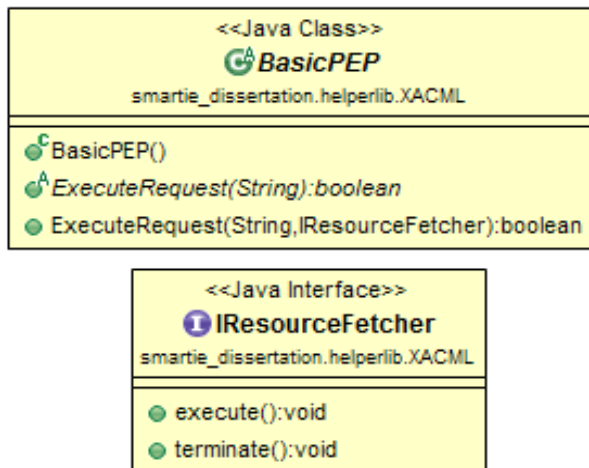 <<Java Class>>
BasicPEP
smartie_dissertation.helperlib.XACML
BasicPEP()
ExecuteRequest(String):boolean
ExecuteRequest(String,IResourceFetcher):boolean
<<Java Interface>>
IResourceFetcher
smartie_dissertation.helperlib.XACML
execute():void
terminate():void